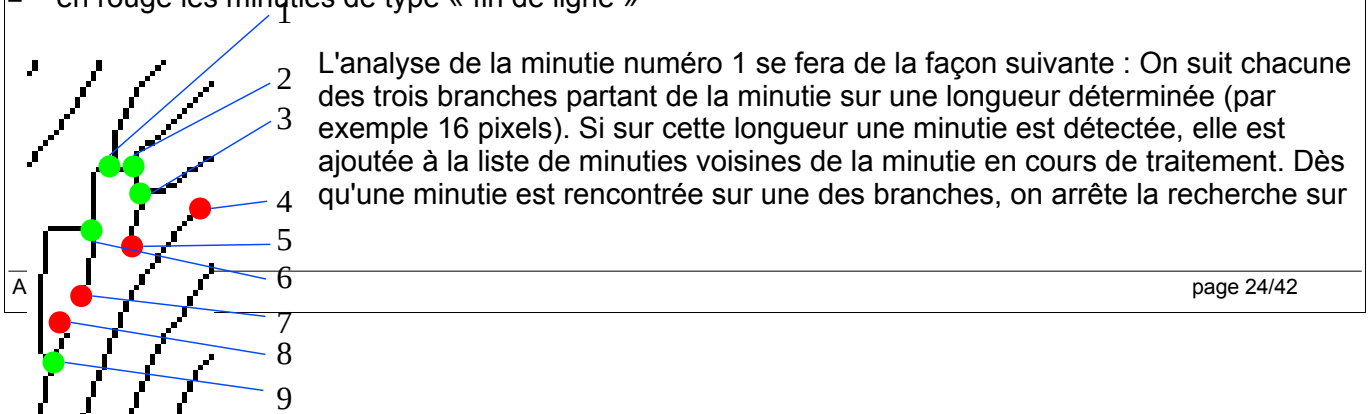 en rouge les minuties de type « fin de ligne »
1
L'analyse de la minutie numéro 1 se fera de la façon suivante : On suit chacune
2
des trois branches partant de la minutie sur une longueur déterminée (par
3
exemple 16 pixels). Si sur cette longueur une minutie est détectée, elle est
ajoutée à la liste de minuties voisines de la minutie en cours de traitement. Dès
4
qu'une minutie est rencontrée sur une des branches, on arrête la recherche sur
5
6
A
page 24/42
7
8
9